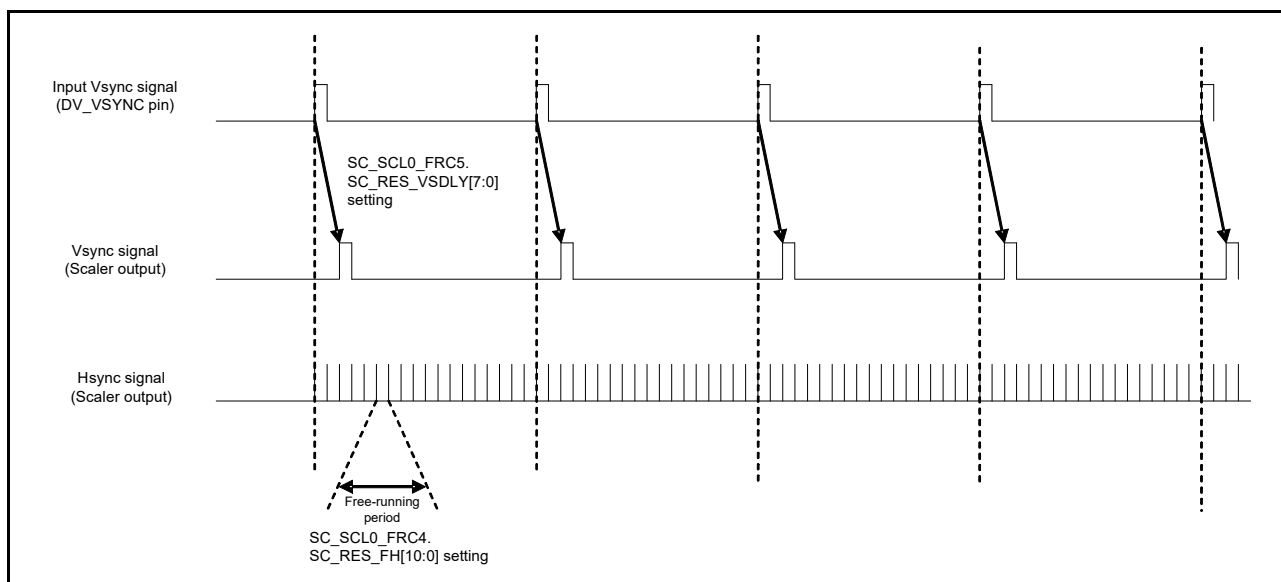 Input Vsync signal
(DV_VSYNC pin)
SC_SCL0_FRC5.
SC_RES_VSDLY[7:0]
setting
Vsync signal
(Scaler output)
Hsync signal
(Scaler output)
Free-running
period
SC_SCL0_FRC4.
SC_RES_FH[10:0] setting